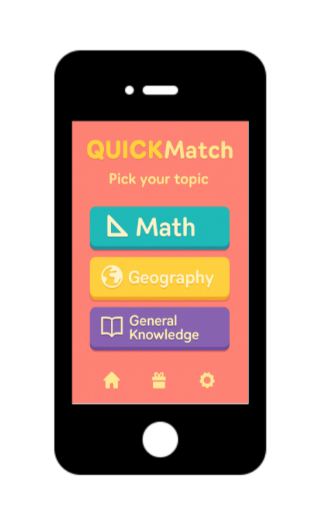 QUICKMatch
Pick your topic
Math
Geography
General
Knowledge